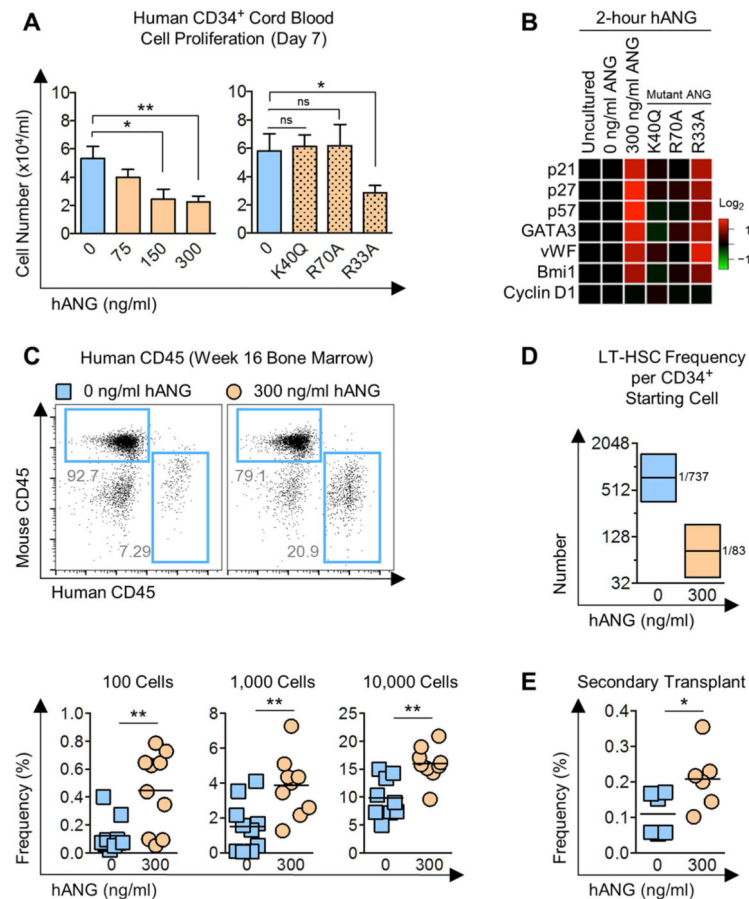 A
Human CD34+ Cord Blood
Cell Proliferation (Day 7)
Cell Number (x10⁴/ml)
8
6
4
2
0
**
*
0
75
150
300
8
6
4
2
0
*
ns
ns
0
K40Q
R70A
R33A
hANG (ng/ml)
B
2-hour hANG
Uncultured
0 ng/ml ANG
300 ng/ml ANG
Mutant ANG
K40Q
R70A
R33A
p21
p27
p57
GATA3
vWF
Bmi1
Cyclin D1
Log₂
1
−1
C
Human CD45 (Week 16 Bone Marrow)
0 ng/ml hANG
300 ng/ml hANG
Mouse CD45
92.7
7.29
79.1
20.9
Human CD45
D
LT-HSC Frequency
per CD34+
Starting Cell
Number
2048
512
128
32
1/737
1/83
0
300
hANG (ng/ml)
100 Cells
Frequency (%)
1.0
0.8
0.6
0.4
0.2
0.0
**
0
300
1,000 Cells
8
6
4
2
0
**
0
300
10,000 Cells
25
20
15
10
5
0
**
0
300
hANG (ng/ml)
E
Secondary Transplant
Frequency (%)
0.4
0.3
0.2
0.1
0.0
*
0
300
hANG (ng/ml)